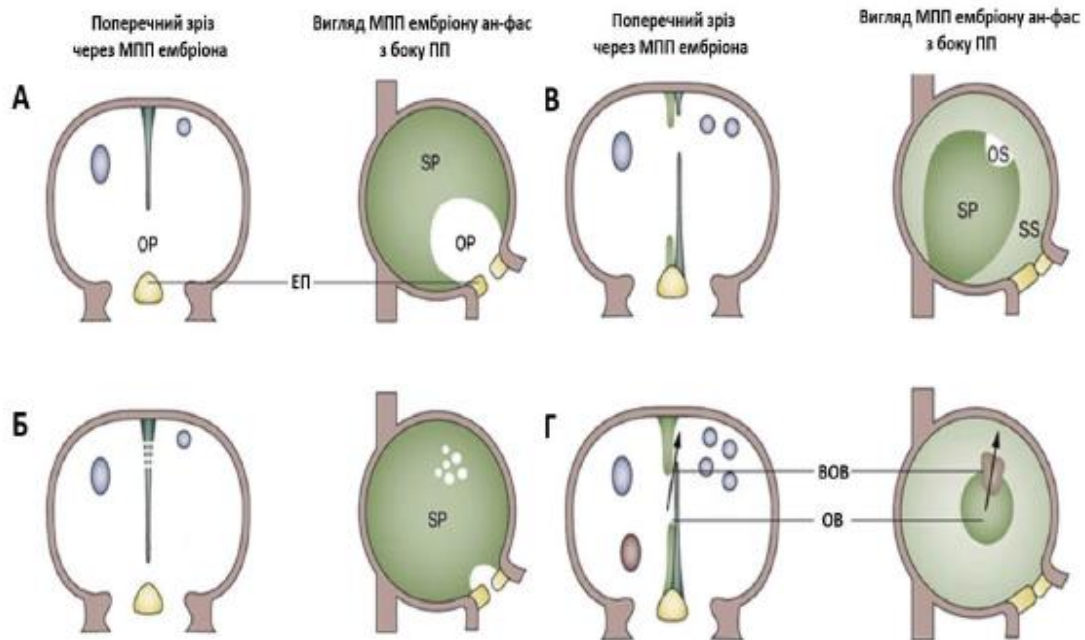 Поперечний зріз
через МПП ембріона
Вигляд МПП ембріону ан-фас
з боку ПП
Поперечний зріз
через МПП ембріона
Вигляд МПП ембріону ан-фас
з боку ПП
А
SP
OP
OP
ЕП
В
OS
SP
SS
Б
SP
Г
ВОВ
ОВ